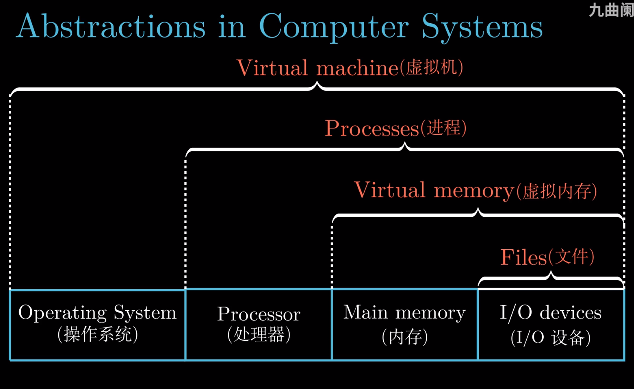 九曲阑
Abstractions in Computer Systems
Virtual machine(虚拟机)
Processes(进程)
Virtual memory(虚拟内存)
Files(文件)
Operating System
(操作系统)
Processor
(处理器)
Main memory
(内存)
I/O devices
(I/O 设备)